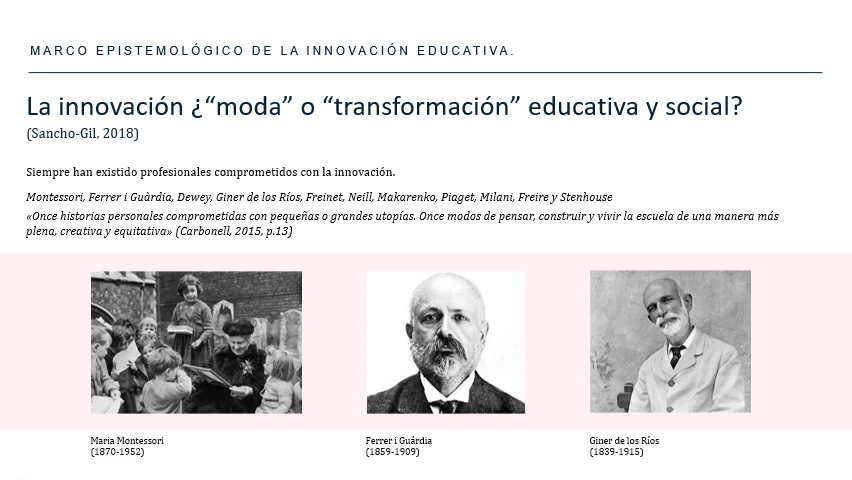 MARCO EPISTEMOLÓGICO DE LA INNOVACIÓN EDUCATIVA.
La innovación ¿“moda” o “transformación” educativa y social?
(Sancho-Gil, 2018)
Siempre han existido profesionales comprometidos con la innovación.
Montessori, Ferrer i Guàrdia, Dewey, Giner de los Ríos, Freinet, Neill, Makarenko, Piaget, Milani, Freire y Stenhouse
«Once historias personales comprometidas con pequeñas o grandes utopías. Once modos de pensar, construir y vivir la escuela de una manera más
plena, creativa y equitativa» (Carbonell, 2015, p.13)
Maria Montessori
(1870-1952)
Ferrer i Guárdia
(1859-1909)
Giner de los Ríos
(1839-1915)